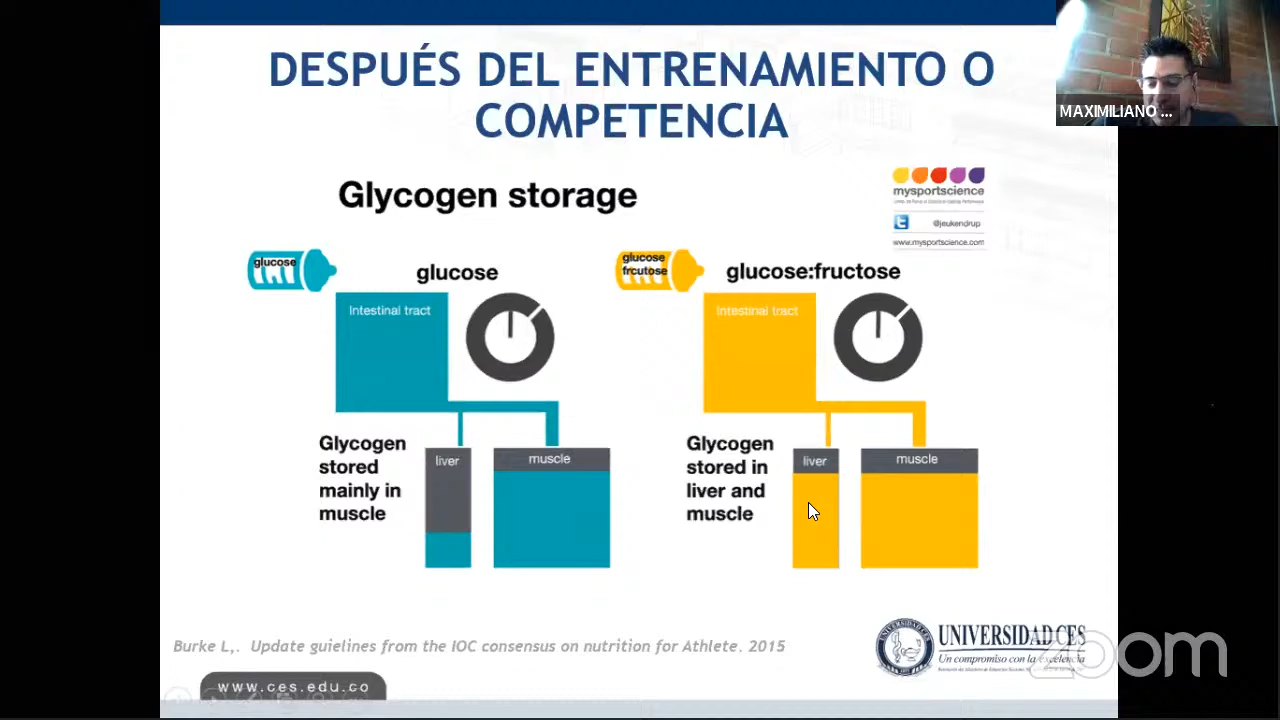 DESPUÉS DEL ENTRENAMIENTO O
COMPETENCIA
MAXIMILIANO ...
Glycogen storage
mysportscience
@jeukendrup
www.mysportscience.com
glucose
glucose
Intestinal tract
Glycogen
stored
mainly in
muscle
liver
muscle
glucose
frcutose
glucose:fructose
Intestinal tract
Glycogen
stored in
liver and
muscle
liver
muscle
Burke L,. Update guielines from the IOC consensus on nutrition for Athlete. 2015
UNIVERSIDAD CES
UNIVERSIDAD CES
Un compromiso con la excelencia
zoom
www.ces.edu.co